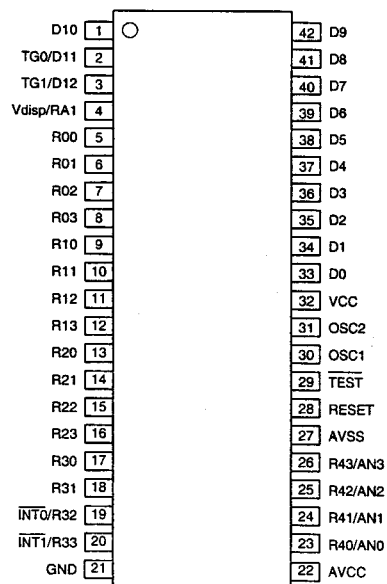 D10 1 42 D9
TG0/D11 2 41 D8
TG1/D12 3 40 D7
Vdisp/RA1 4 39 D6
R00 5 38 D5
R01 6 37 D4
R02 7 36 D3
R03 8 35 D2
R10 9 34 D1
R11 10 33 D0
R12 11 32 VCC
R13 12 31 OSC2
R20 13 30 OSC1
R21 14 29 TEST
R22 15 28 RESET
R23 16 27 AVSS
R30 17 26 R43/AN3
R31 18 25 R42/AN2
INT0/R32 19 24 R41/AN1
INT1/R33 20 23 R40/AN0
GND 21 22 AVCC